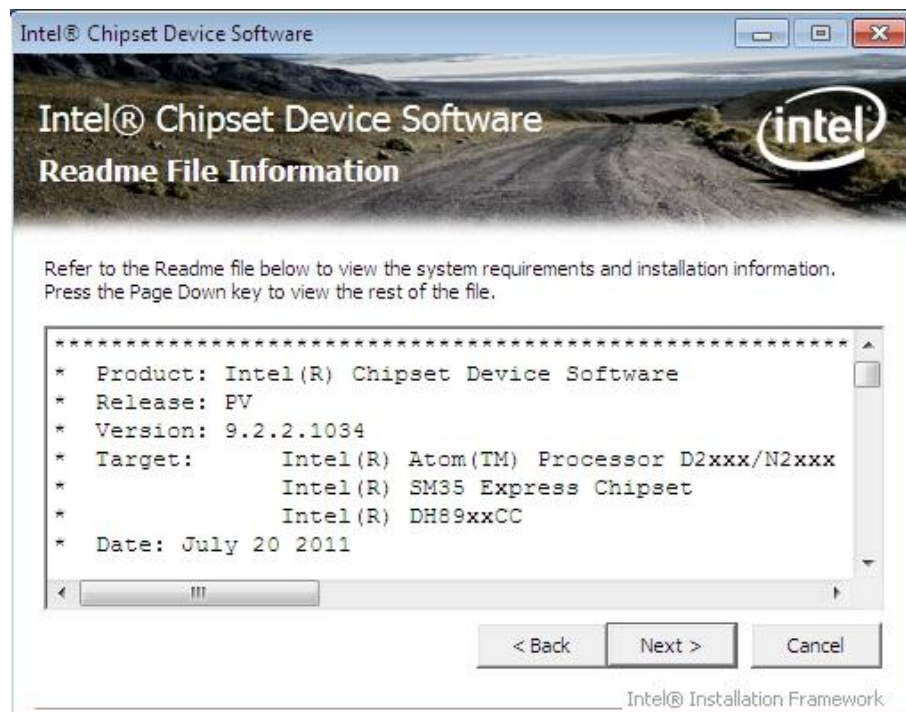 Intel® Chipset Device Software
Intel® Chipset Device Software
intel
Readme File Information
Refer to the Readme file below to view the system requirements and installation information.
Press the Page Down key to view the rest of the file.
************************************************************
* Product: Intel(R) Chipset Device Software
* Release: PV
* Version: 9.2.2.1034
* Target: Intel(R) Atom(TM) Processor D2xxx/N2xxx
* Intel(R) SM35 Express Chipset
* Intel(R) DH89xxCC
* Date: July 20 2011
< Back Next > Cancel
Intel® Installation Framework